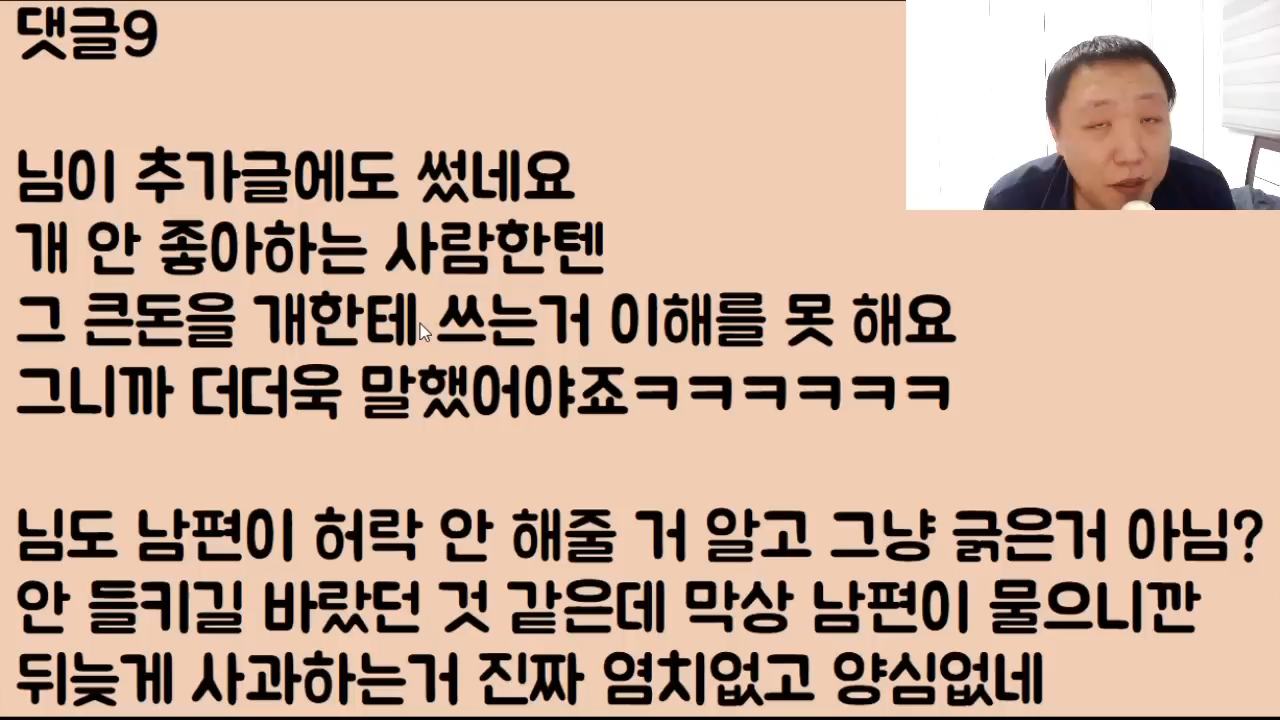 댓글9
님이 추가글에도 썼네요
개 안 좋아하는 사람한텐
그 큰돈을 개한테 쓰는거 이해를 못 해요
그니까 더더욱 말했어야죠ㅋㅋㅋㅋㅋㅋ
님도 남편이 허락 안 해줄 거 알고 그냥 긁은거 아님?
안 들키길 바랐던 것 같은데 막상 남편이 물으니깐
뒤늦게 사과하는거 진짜 염치없고 양심없네